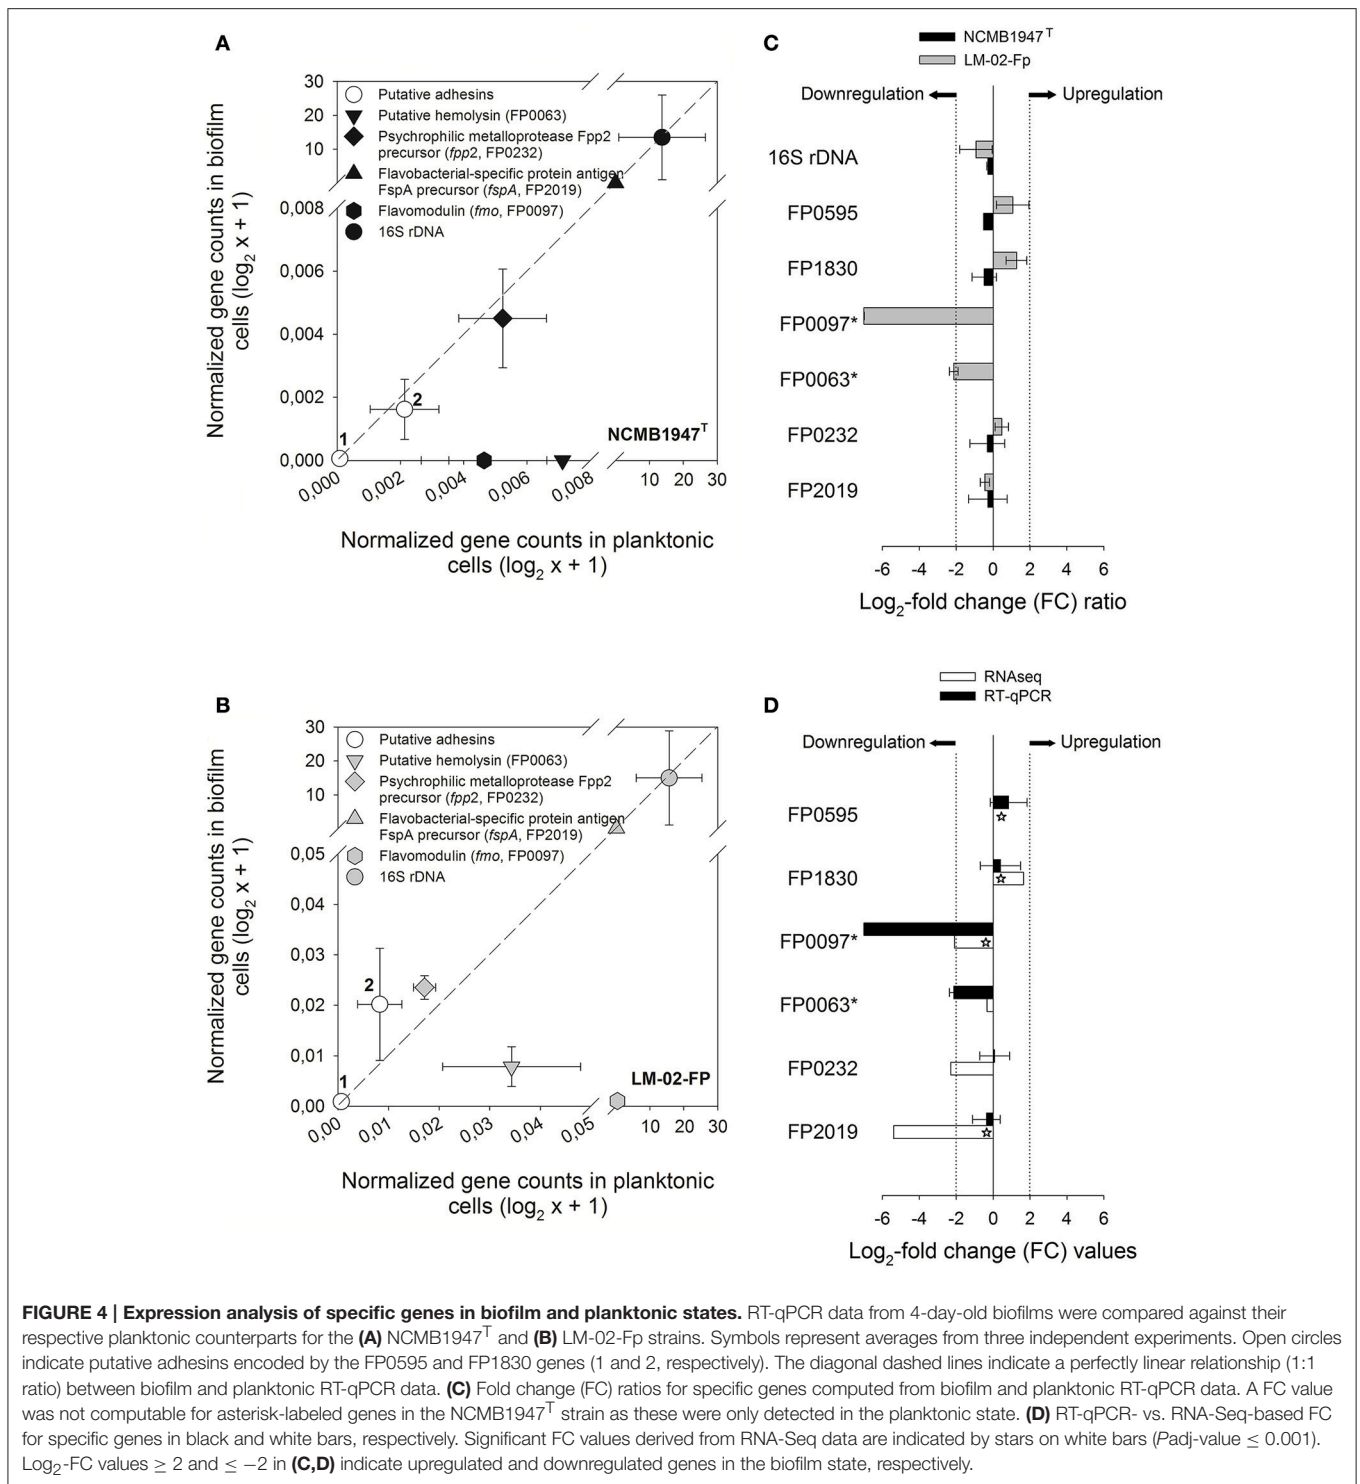 A
Normalized gene counts in biofilm
cells (log2 x + 1)
30
20
10
0,008
0,006
0,004
0,002
0,000
Putative adhesins
Putative hemolysin (FP0063)
Psychrophilic metalloprotease Fpp2
precursor (fpp2, FP0232)
Flavobacterial-specific protein antigen
FspA precursor (fspA, FP2019)
Flavomodulin (fmo, FP0097)
16S rDNA
1
2
NCMB1947T
0,000
0,002
0,004
0,006
0,008
10
20
30
Normalized gene counts in planktonic
cells (log2 x + 1)
C
NCMB1947T
LM-02-Fp
Downregulation
Upregulation
16S rDNA
FP0595
FP1830
FP0097*
FP0063*
FP0232
FP2019
-6 -4 -2 0 2 4 6
Log2-fold change (FC) ratio
B
Normalized gene counts in biofilm
cells (log2 x + 1)
30
20
10
0,05
0,04
0,03
0,02
0,01
0,00
Putative adhesins
Putative hemolysin (FP0063)
Psychrophilic metalloprotease Fpp2
precursor (fpp2, FP0232)
Flavobacterial-specific protein antigen
FspA precursor (fspA, FP2019)
Flavomodulin (fmo, FP0097)
16S rDNA
2
1
LM-02-FP
0,00
0,01
0,02
0,03
0,04
0,05
10
20
30
Normalized gene counts in planktonic
cells (log2 x + 1)
D
RNAseq
RT-qPCR
Downregulation
Upregulation
FP0595
FP1830
FP0097*
FP0063*
FP0232
FP2019
-6 -4 -2 0 2 4 6
Log2-fold change (FC) values
FIGURE 4 | Expression analysis of specific genes in biofilm and planktonic states. RT-qPCR data from 4-day-old biofilms were compared against their
respective planktonic counterparts for the (A) NCMB1947T and (B) LM-02-Fp strains. Symbols represent averages from three independent experiments. Open circles
indicate putative adhesins encoded by the FP0595 and FP1830 genes (1 and 2, respectively). The diagonal dashed lines indicate a perfectly linear relationship (1:1
ratio) between biofilm and planktonic RT-qPCR data. (C) Fold change (FC) ratios for specific genes computed from biofilm and planktonic RT-qPCR data. A FC value
was not computable for asterisk-labeled genes in the NCMB1947T strain as these were only detected in the planktonic state. (D) RT-qPCR- vs. RNA-Seq-based FC
for specific genes in black and white bars, respectively. Significant FC values derived from RNA-Seq data are indicated by stars on white bars (Padj-value ≤ 0.001).
Log2-FC values ≥ 2 and ≤ −2 in (C,D) indicate upregulated and downregulated genes in the biofilm state, respectively.